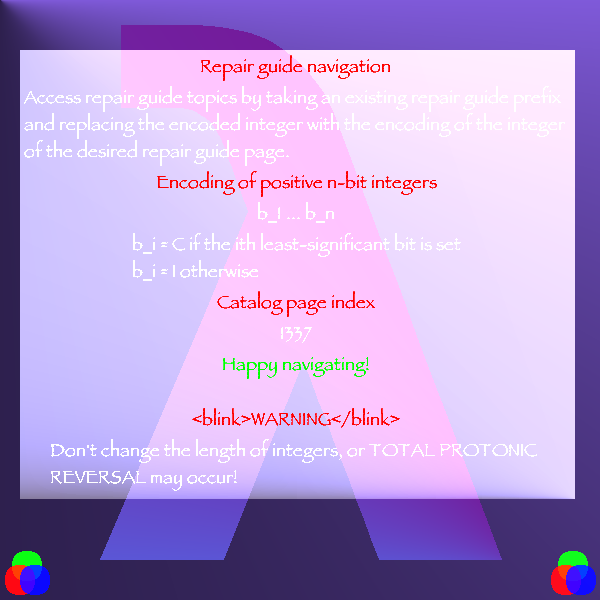 Repair guide navigation
Access repair guide topics by taking an existing repair guide prefix
and replacing the encoded integer with the encoding of the integer
of the desired repair guide page.
Encoding of positive n-bit integers
b_1 ... b_n
b_i = C if the ith least-significant bit is set
b_i = I otherwise
Catalog page index
1337
Happy navigating!
<blink>WARNING</blink>
Don't change the length of integers, or TOTAL PROTONIC
REVERSAL may occur!